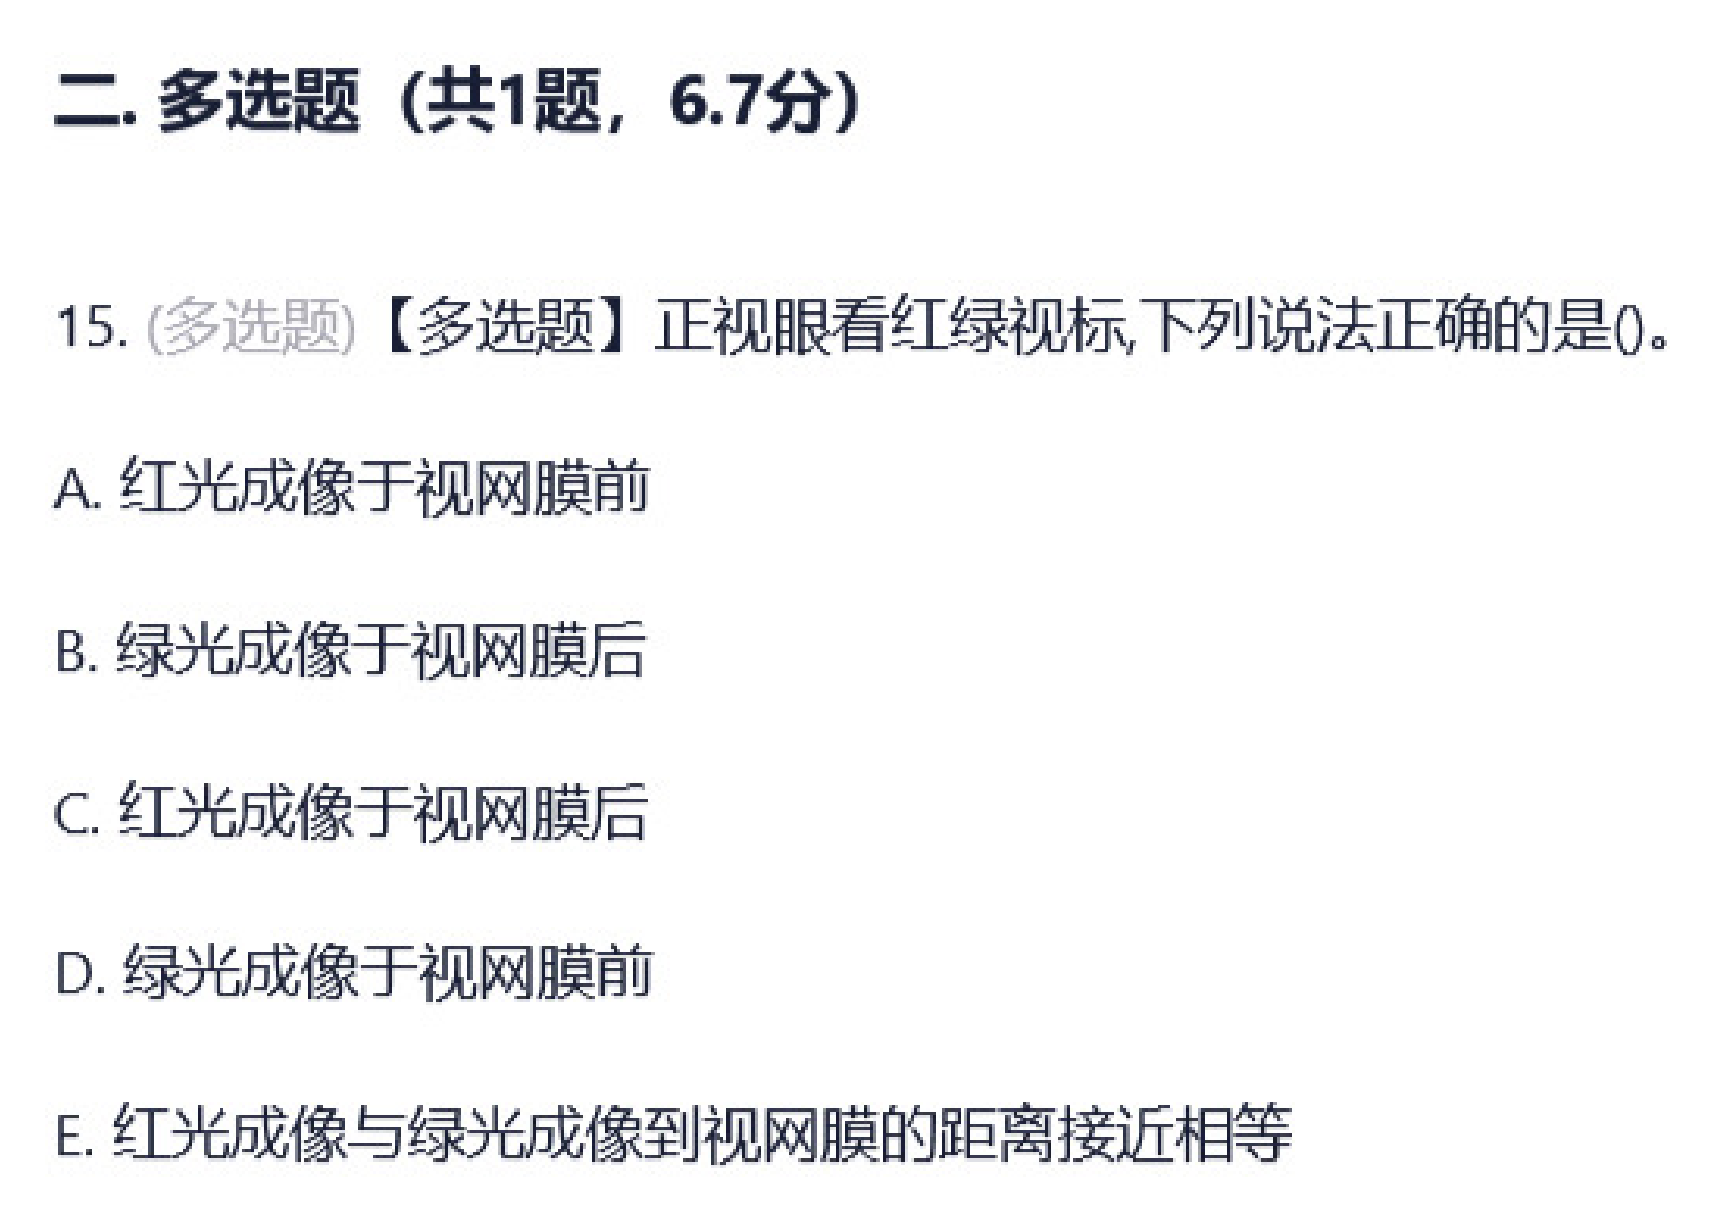 二. 多选题（共1题，6.7分）
15. (多选题)【多选题】正视眼看红绿视标,下列说法正确的是()。
A. 红光成像于视网膜前
B. 绿光成像于视网膜后
C. 红光成像于视网膜后
D. 绿光成像于视网膜前
E. 红光成像与绿光成像到视网膜的距离接近相等